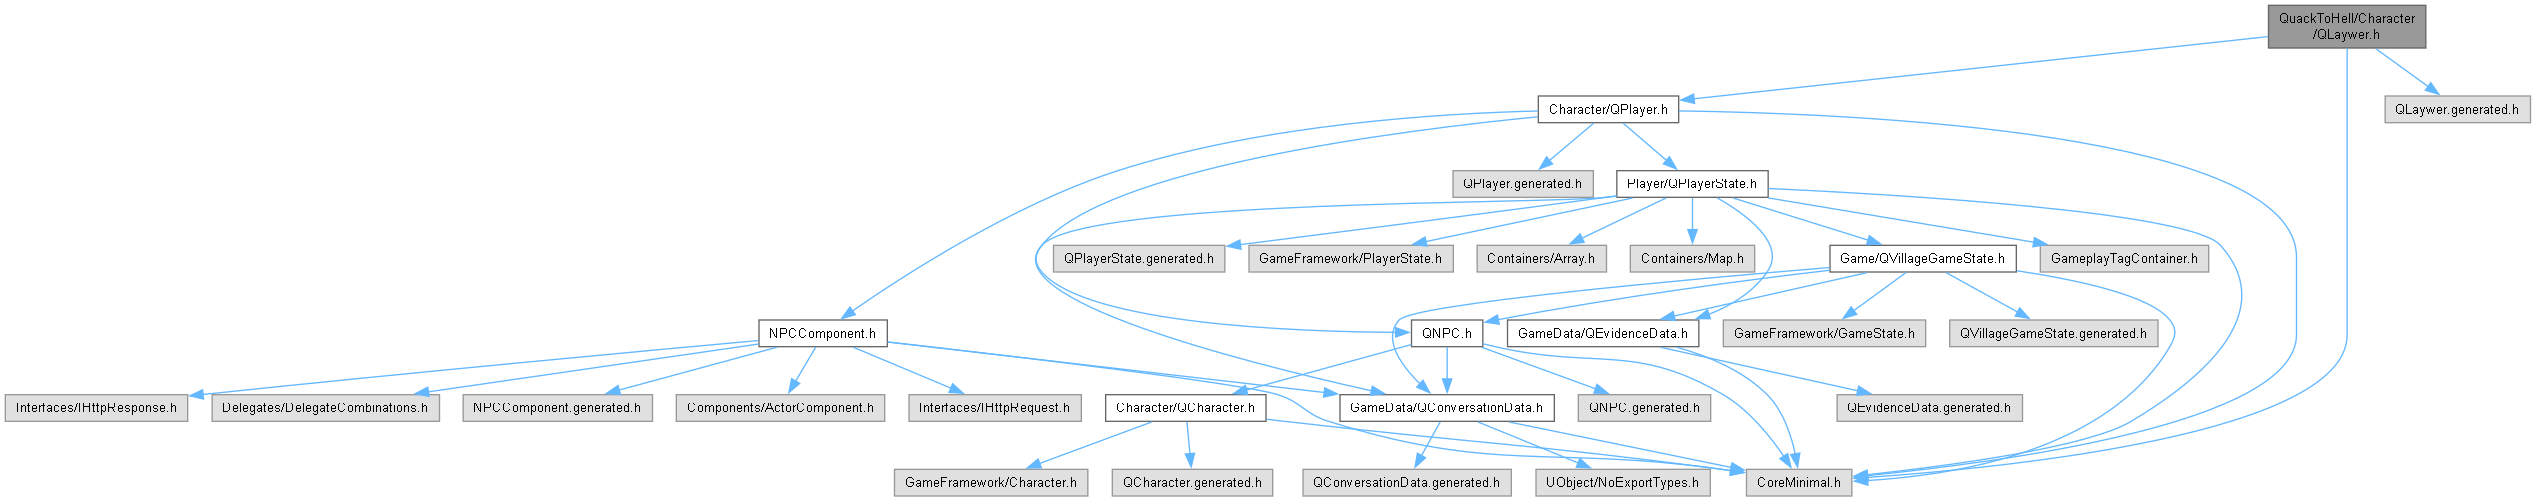 QuackToHell/Character
/QLaywer.h
Character/QPlayer.h
QLaywer.generated.h
QPlayer.generated.h
Player/QPlayerState.h
QPlayerState.generated.h
GameFramework/PlayerState.h
Containers/Array.h
Containers/Map.h
Game/QVillageGameState.h
GameplayTagContainer.h
NPCComponent.h
QNPC.h
GameData/QEvidenceData.h
GameFramework/GameState.h
QVillageGameState.generated.h
Interfaces/IHttpResponse.h
Delegates/DelegateCombinations.h
NPCComponent.generated.h
Components/ActorComponent.h
Interfaces/IHttpRequest.h
Character/QCharacter.h
GameData/QConversationData.h
QNPC.generated.h
QEvidenceData.generated.h
GameFramework/Character.h
QCharacter.generated.h
QConversationData.generated.h
UObject/NoExportTypes.h
CoreMinimal.h